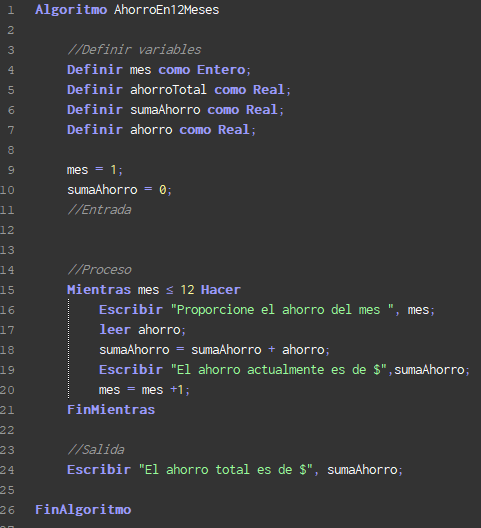 1 Algoritmo AhorroEn12Meses
2
3 //Definir variables
4 Definir mes como Entero;
5 Definir ahorroTotal como Real;
6 Definir sumaAhorro como Real;
7 Definir ahorro como Real;
8
9 mes = 1;
10 sumaAhorro = 0;
11 //Entrada
12
13
14 //Proceso
15 Mientras mes ≤ 12 Hacer
16 Escribir "Proporcione el ahorro del mes ", mes;
17 leer ahorro;
18 sumaAhorro = sumaAhorro + ahorro;
19 Escribir "El ahorro actualmente es de $",sumaAhorro;
20 mes = mes +1;
21 FinMientras
22
23 //Salida
24 Escribir "El ahorro total es de $", sumaAhorro;
25
26 FinAlgoritmo